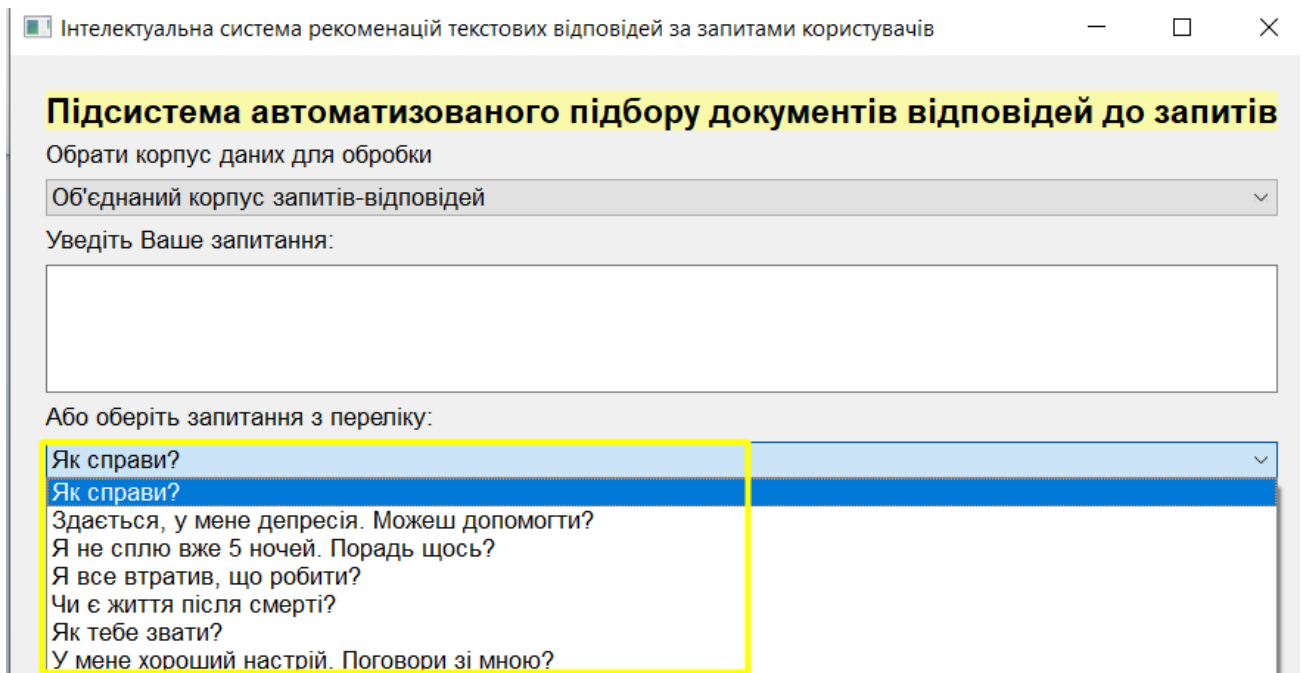 Інтелектуальна система рекоменацій текстових відповідей за запитами користувачів
Підсистема автоматизованого підбору документів відповідей до запитів
Обрати корпус даних для обробки
Об'єднаний корпус запитів-відповідей
Уведіть Ваше запитання:
Або оберіть запитання з переліку:
Як справи?
Як справи?
Здається, у мене депресія. Можеш допомогти?
Я не сплю вже 5 ночей. Порадь щось?
Я все втратив, що робити?
Чи є життя після смерті?
Як тебе звати?
У мене хороший настрій. Поговори зі мною?